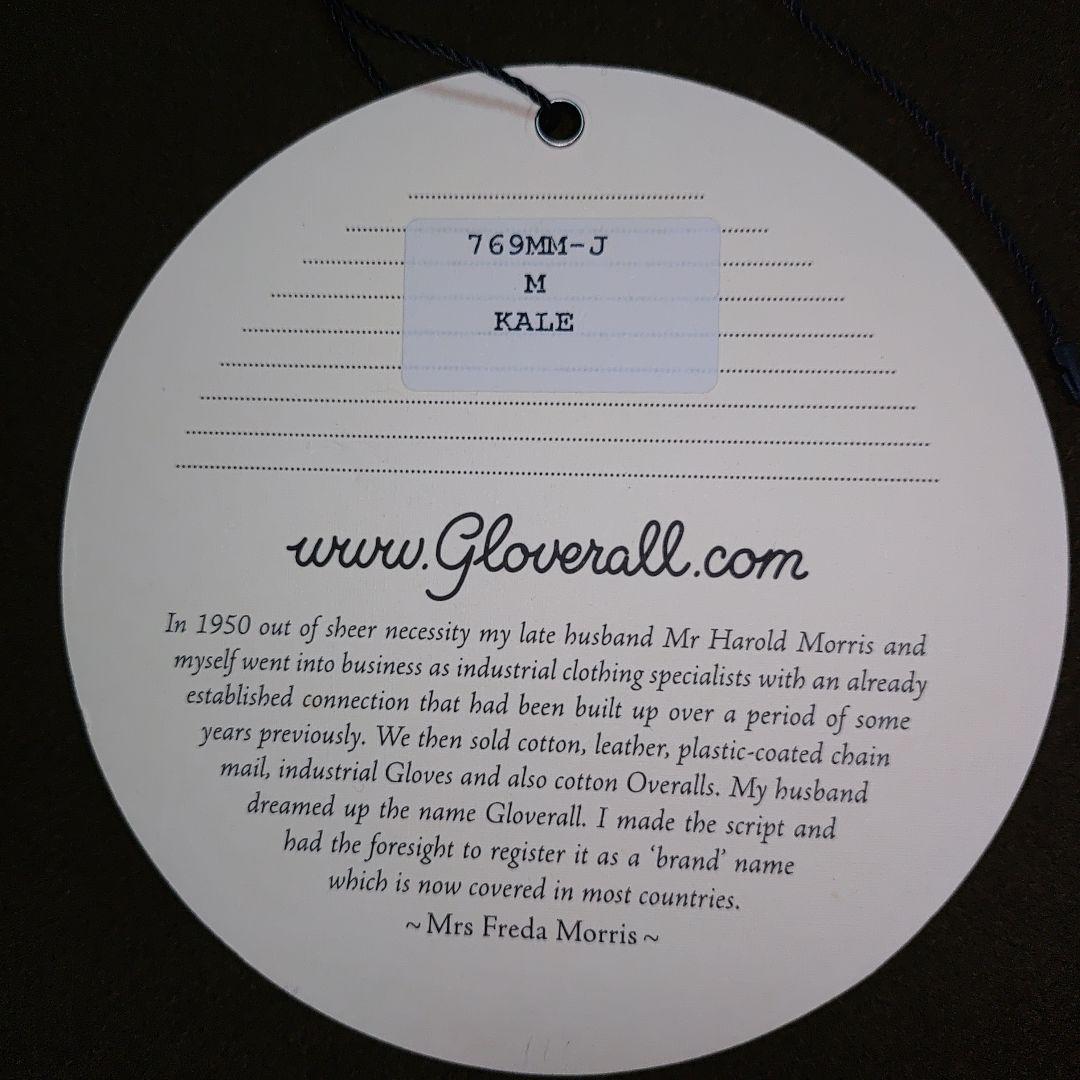 769MM-J
M
KALE
www.Gloverall.com
In 1950 out of sheer necessity my late husband Mr Harold Morris and
myself went into business as industrial clothing specialists with an already
established connection that had been built up over a period of some
years previously. We then sold cotton, leather, plastic-coated chain
mail, industrial Gloves and also cotton Overalls. My husband
dreamed up the name Gloverall. I made the script and
had the foresight to register it as a ‘brand’ name
which is now covered in most countries.
~ Mrs Freda Morris ~